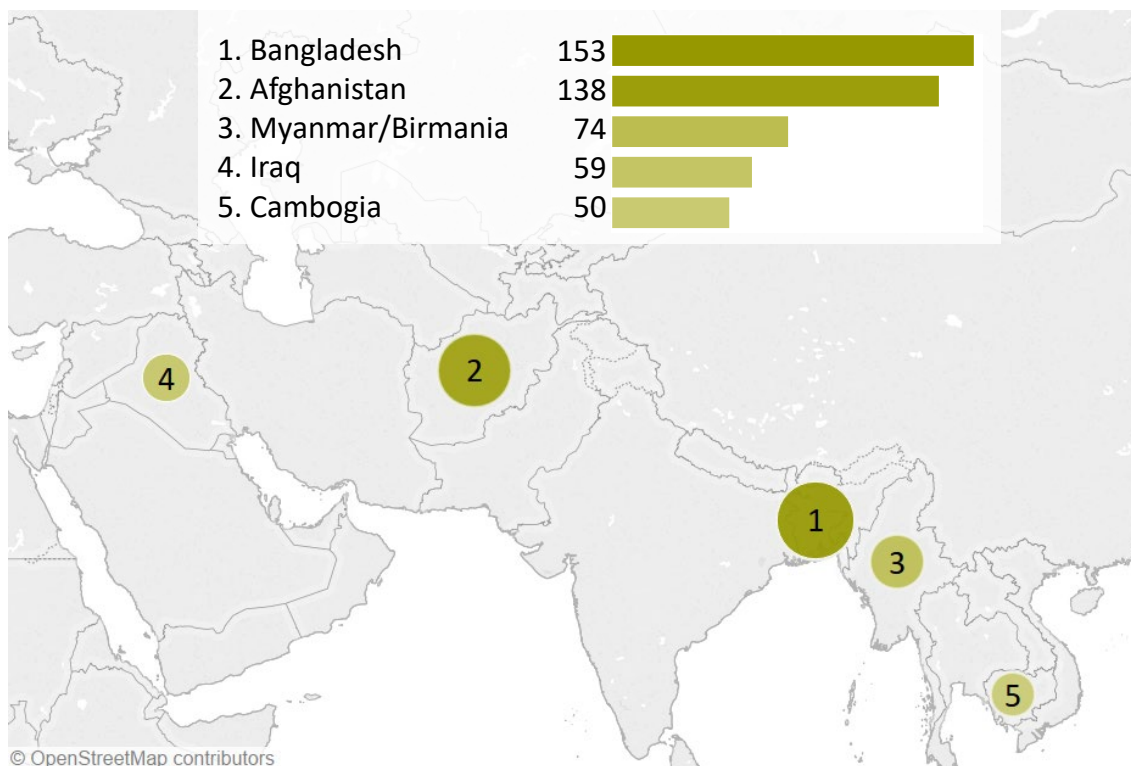 1. Bangladesh 153
2. Afghanistan 138
3. Myanmar/Birmania 74
4. Iraq 59
5. Cambogia 50
4
2
1
3
5
© OpenStreetMap contributors